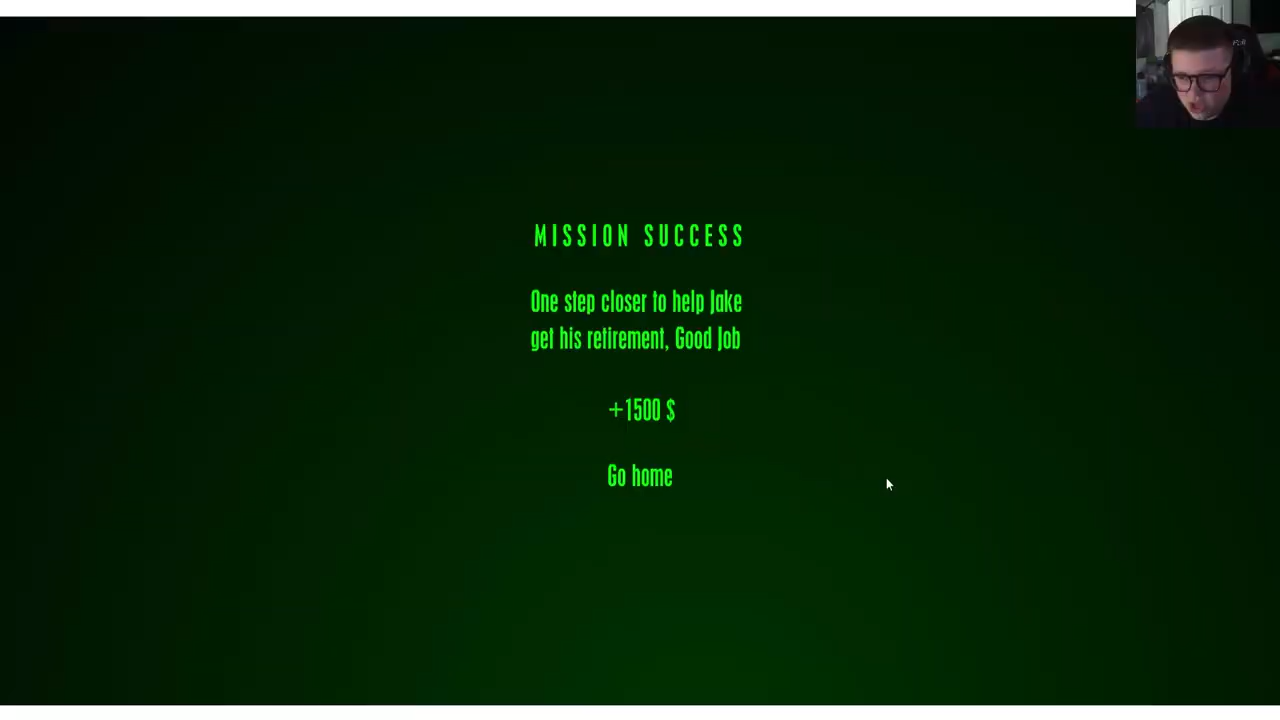 MISSION SUCCESS
One step closer to help Jake
get his retirement, Good Job
+1500 $
Go home